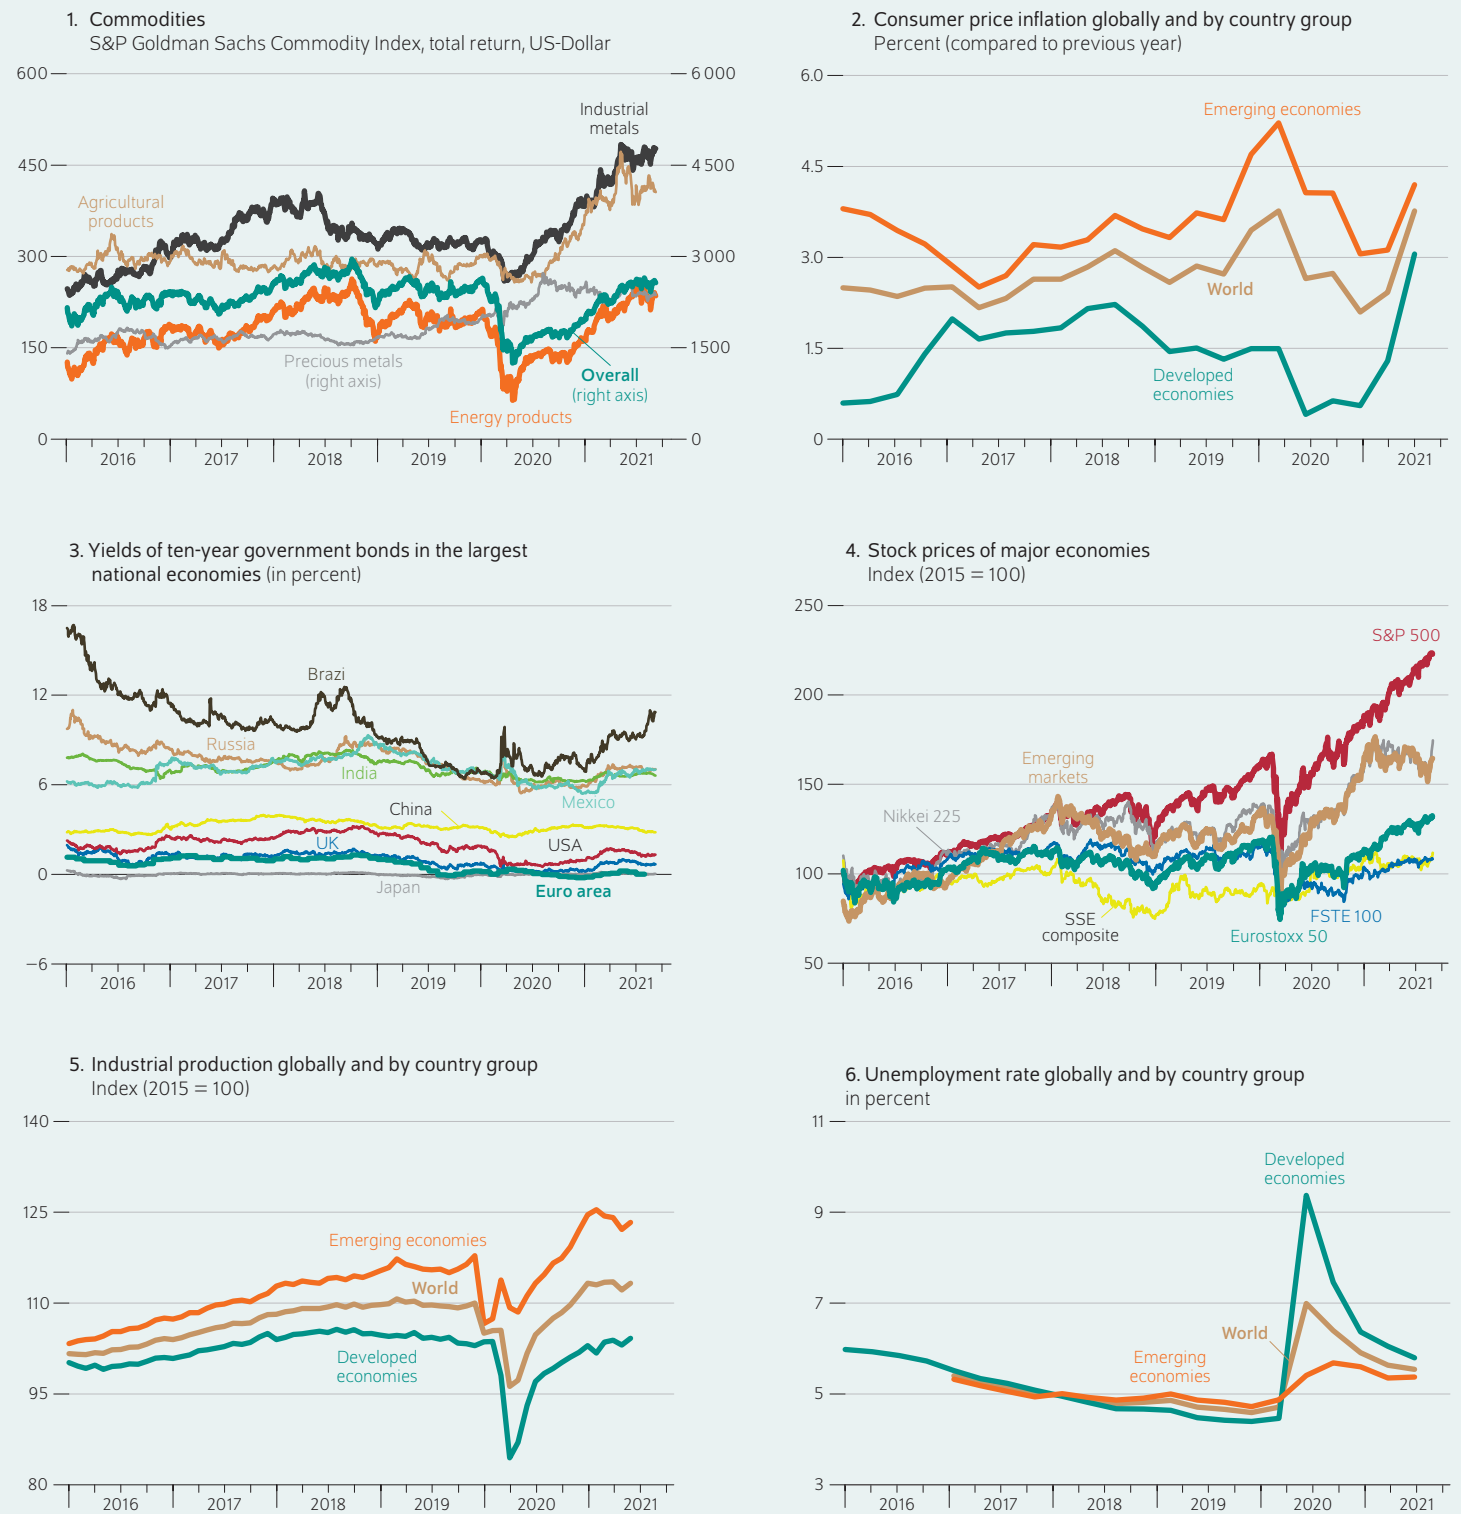 1. Commodities
S&P Goldman Sachs Commodity Index, total return, US-Dollar
600
6 000
Industrial
metals
450
4 500
Agricultural
products
300
3 000
150
1 500
Precious metals
(right axis)
Overall
(right axis)
Energy products
0
0
2016 2017 2018 2019 2020 2021
2. Consumer price inflation globally and by country group
Percent (compared to previous year)
6.0
Emerging economies
4.5
3.0
World
1.5
Developed
economies
0
2016 2017 2018 2019 2020 2021
3. Yields of ten-year government bonds in the largest
national economies (in percent)
18
Brazi
12
Russia
India
6
Mexico
China
USA
UK
0
Japan
Euro area
−6
2016 2017 2018 2019 2020 2021
4. Stock prices of major economies
Index (2015 = 100)
250
S&P 500
200
Emerging
markets
150
Nikkei 225
100
SSE
composite
FSTE 100
Eurostoxx 50
50
2016 2017 2018 2019 2020 2021
5. Industrial production globally and by country group
Index (2015 = 100)
140
125
Emerging economies
World
110
Developed
economies
95
80
2016 2017 2018 2019 2020 2021
6. Unemployment rate globally and by country group
in percent
11
Developed
economies
9
7
World
Emerging
economies
5
3
2016 2017 2018 2019 2020 2021